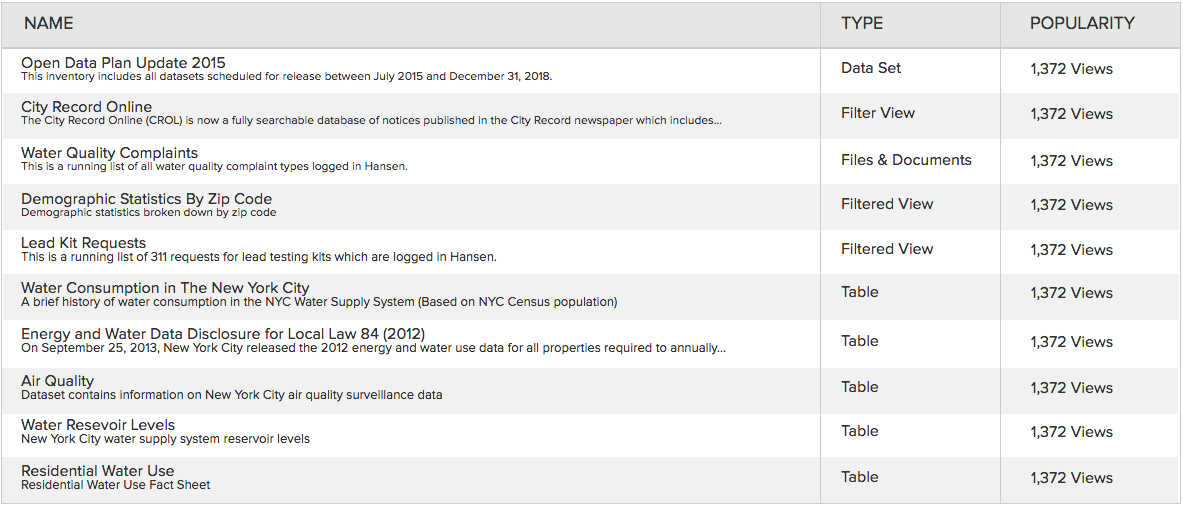 NAME TYPE POPULARITY
Open Data Plan Update 2015
This inventory includes all datasets scheduled for release between July 2015 and December 31, 2018.
Data Set 1,372 Views
City Record Online
The City Record Online (CROL) is now a fully searchable database of notices published in the City Record newspaper which includes...
Filter View 1,372 Views
Water Quality Complaints
This is a running list of all water quality complaint types logged in Hansen.
Files & Documents 1,372 Views
Demographic Statistics By Zip Code
Demographic statistics broken down by zip code
Filtered View 1,372 Views
Lead Kit Requests
This is a running list of 311 requests for lead testing kits which are logged in Hansen.
Filtered View 1,372 Views
Water Consumption in The New York City
A brief history of water consumption in the NYC Water Supply System (Based on NYC Census population)
Table 1,372 Views
Energy and Water Data Disclosure for Local Law 84 (2012)
On September 25, 2013, New York City released the 2012 energy and water use data for all properties required to annually...
Table 1,372 Views
Air Quality
Dataset contains information on New York City air quality surveillance data
Table 1,372 Views
Water Resevoir Levels
New York City water supply system reservoir levels
Table 1,372 Views
Residential Water Use
Residential Water Use Fact Sheet
Table 1,372 Views